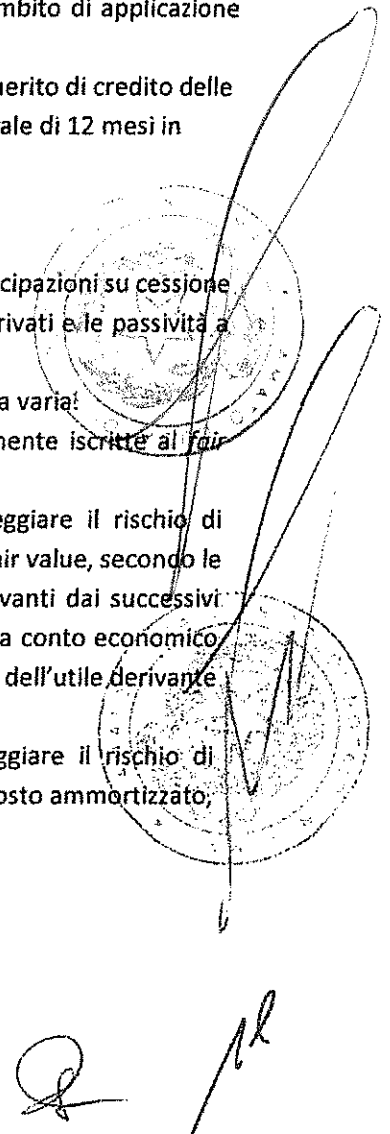 mbito di applicazione
merito di credito delle
rale di 12 mesi in
cipazioni su cessione
rivati e le passività a
a varia!
mente iscritte al fair
eggiare il rischio di
air value, secondo le
vanti dai successivi
a conto economico
dell'utile derivante
ggiare il rischio di
osto ammortizzato,